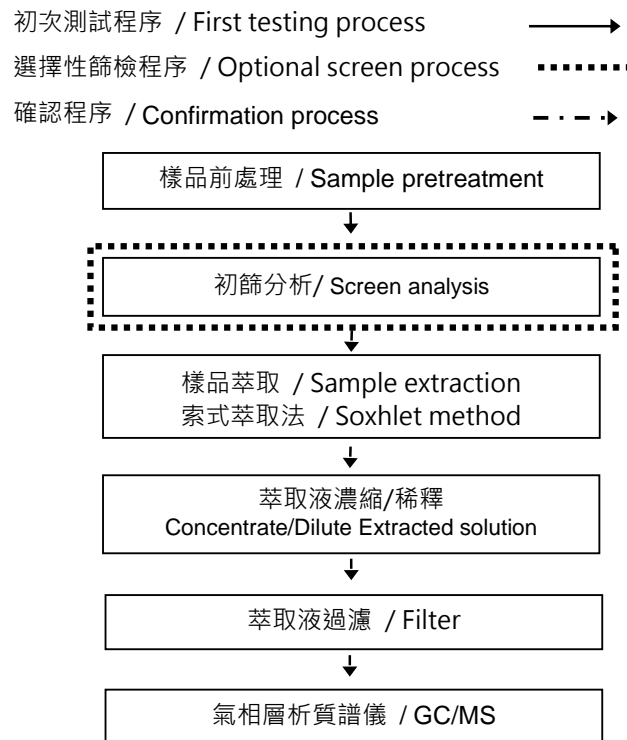 初次測試程序 / First testing process
選擇性篩檢程序 / Optional screen process
確認程序 / Confirmation process
樣品前處理 / Sample pretreatment
初篩分析/ Screen analysis
樣品萃取 / Sample extraction
索式萃取法 / Soxhlet method
萃取液濃縮/稀釋
Concentrate/Dilute Extracted solution
萃取液過濾 / Filter
氣相層析質譜儀 / GC/MS